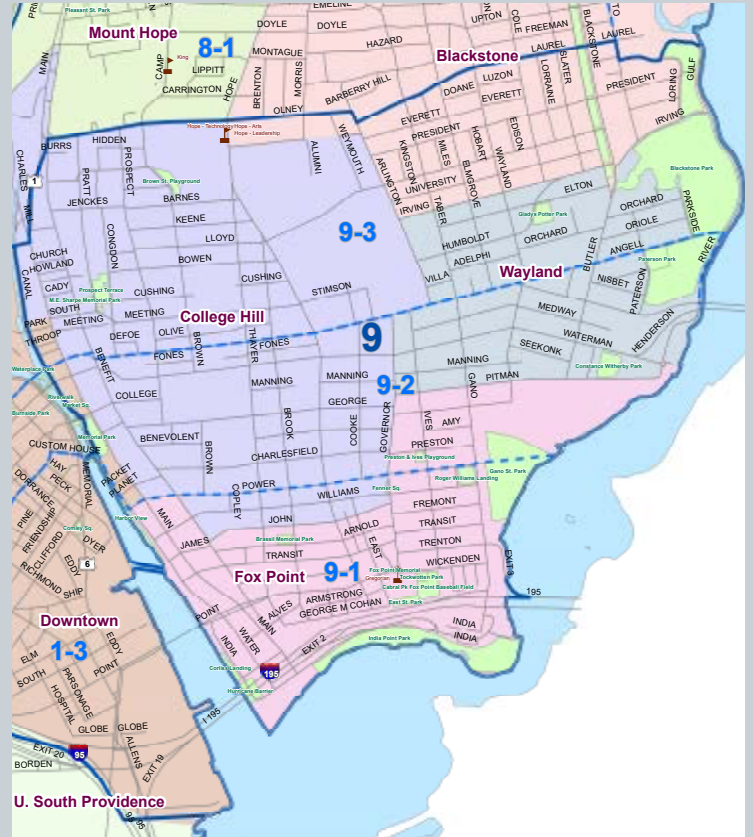 EMELINE
Pleasant St. Park
PRIN
DOYLE
DOYLE
UPTON
COLE
FREEMAN
BLACKSTONE
TO
LAUREL
Mount Hope
8-1
HAZARD
LAUREL
MONTAGUE
Blackstone
MAIN
CAMP
King
LIPPITT
CARRINGTON
HOPE
BRENTON
MORRIS
BARBERRY HILL
DOANE
LUZON
EVERETT
LORRAINE
SLATER
PRESIDENT
LORING
GULF
OLNEY
EVERETT
PRESIDENT
IRVING
Hope - Technology
Hope - Arts
Hope - Leadership
BURRS
HIDDEN
PROSPECT
ALUMNI
WEYMOUTH
ARLINGTON
KINGSTON
MILES
HOBART
EDISON
WAYLAND
ELMGROVE
CHARLES
1
PRATT
Brown St. Playground
UNIVERSITY
IRVING
TABER
ELTON
Blackstone Park
JENCKES
BARNES
MILL
KEENE
Gladys Potter Park
ORCHARD
PARKSIDE
CONGDON
LLOYD
9-3
HUMBOLDT
ORCHARD
ORIOLE
BUTLER
ANGELL
RIVER
CHURCH
HOWLAND
BOWEN
ADELPHI
Paterson Park
CANAL
CADY
Prospect Terrace
CUSHING
CUSHING
VILLA
Wayland
NISBET
PATERSON
M.E. Sharpe Memorial Park
SOUTH
STIMSON
MEDWAY
PARK
MEETING
MEETING
College Hill
THROOP
DEFOE
OLIVE
BROWN
THAYER
FONES
9
WATERMAN
HENDERSON
BENEFIT
FONES
SEEKONK
Waterplace Park
MANNING
Constance Witherby Park
COLLEGE
MANNING
MANNING
9-2
GANO
PITMAN
Riverwalk
Market Sq.
GEORGE
Burnside Park
BROOK
COOKE
GOVERNOR
IVES
AMY
Memorial Park
BENEVOLENT
PRESTON
CUSTOM HOUSE
BROWN
CHARLESFIELD
Preston & Ives Playground
HAY
PECK
MEMORIAL
PACKET
PLANET
Gano St. Park
DORRANCE
COPLEY
POWER
Roger Williams Landing
WILLIAMS
Fenner Sq.
PINE
FRIENDSHIP
Harbor View
MAIN
FREMONT
Comley Sq.
JOHN
TRANSIT
CLIFFORD
DYER
JAMES
Brassil Memorial Park
ARNOLD
EAST
TRENTON
EDDY
6
TRANSIT
WICKENDEN
EXIT 3
RICHMOND
SHIP
Fox Point
9-1
Fox Point Memorial
Gregorian
Tockwotten Park
Cabral Pk Fox Point Baseball Field
195
ARMSTRONG
East St. Park
GEORGE M COHAN
POINT
ALVES
MAIN
Downtown
INDIA
1-3
EDDY
INDIA
WATER
EXIT 2
India Point Park
INDIA
ELM
POINT
SOUTH
PARSONAGE
Corliss Landing
195
HOSPITAL
Hurricane Barrier
I 195
GLOBE
GLOBE
EXIT 20
95
ALLENS
EXIT 19
BORDEN
U. South Providence
95
95